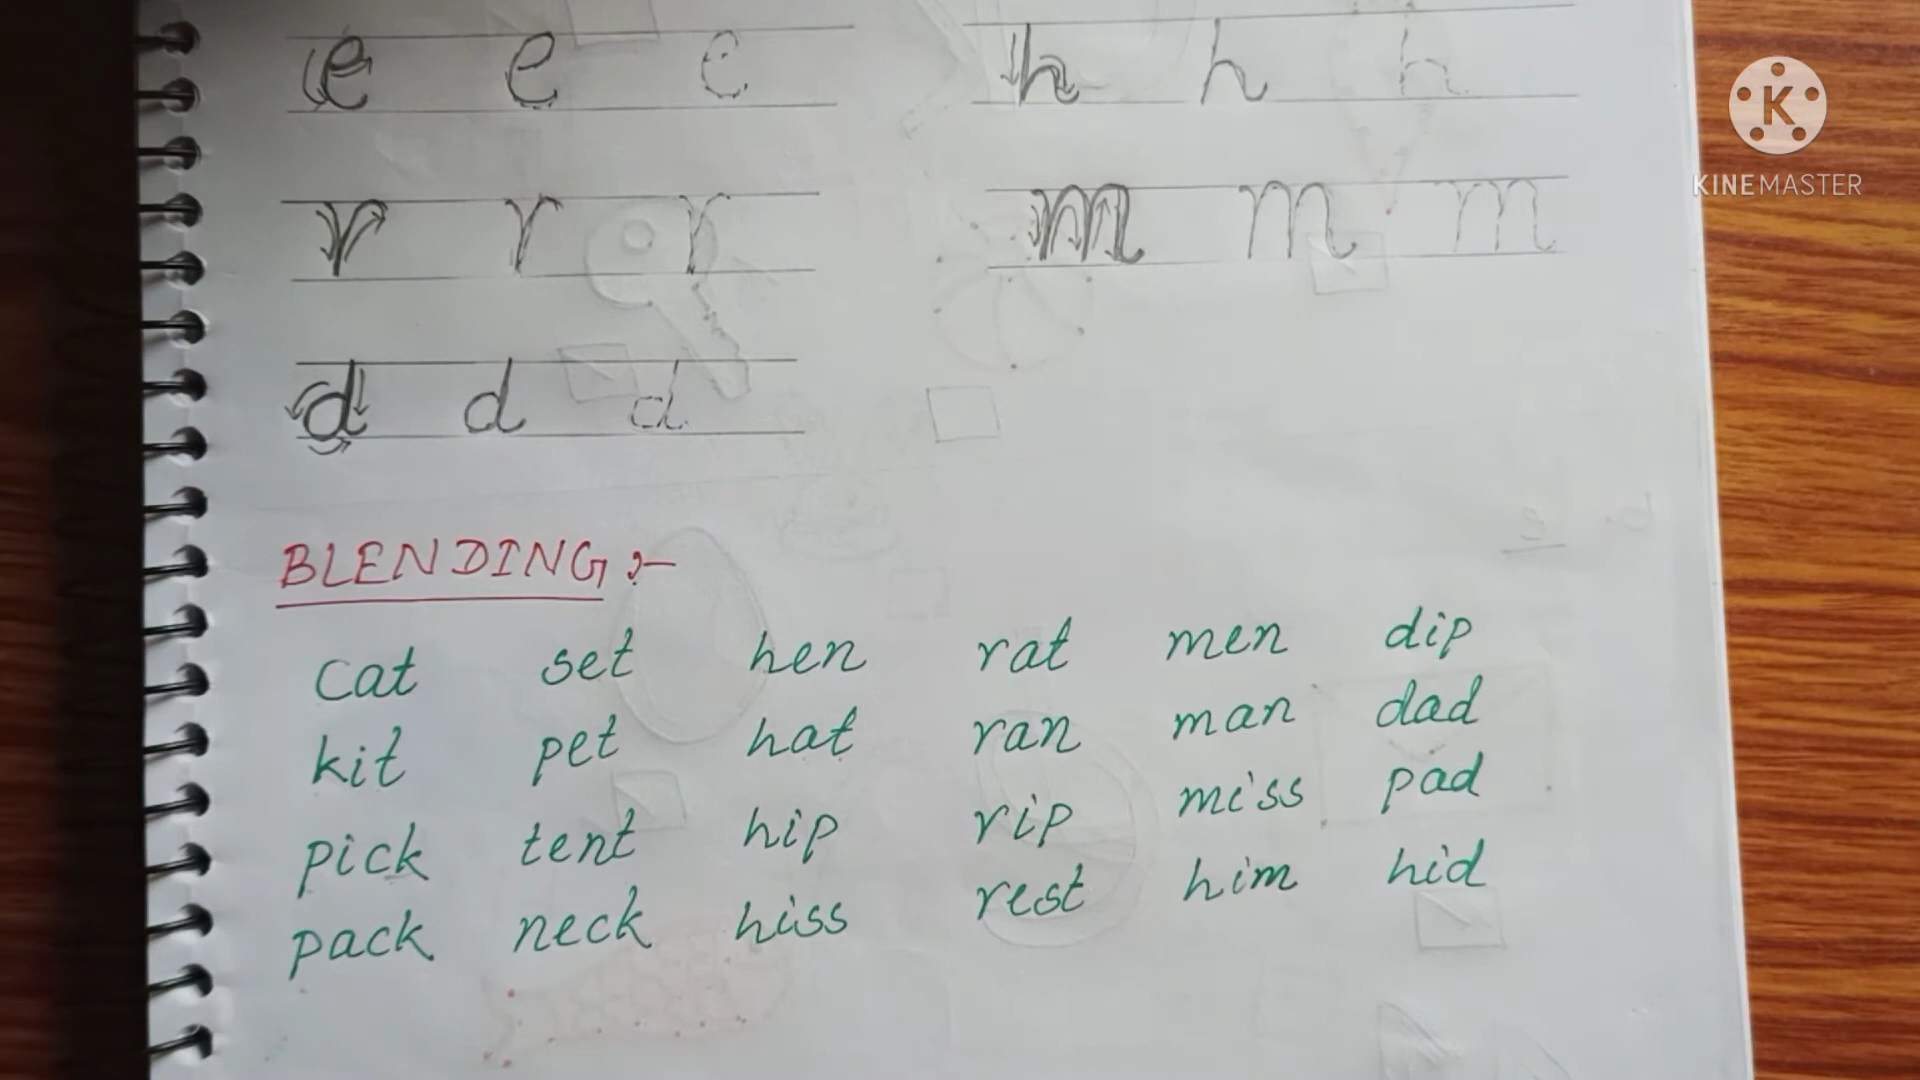 e e e h h h
r r r m m m
d d d
BLENDING :-
cat set hen rat men dip
kit pet hat ran man dad
pick tent hip rip miss pad
pack neck hiss rest him hid
K
KINEMASTER